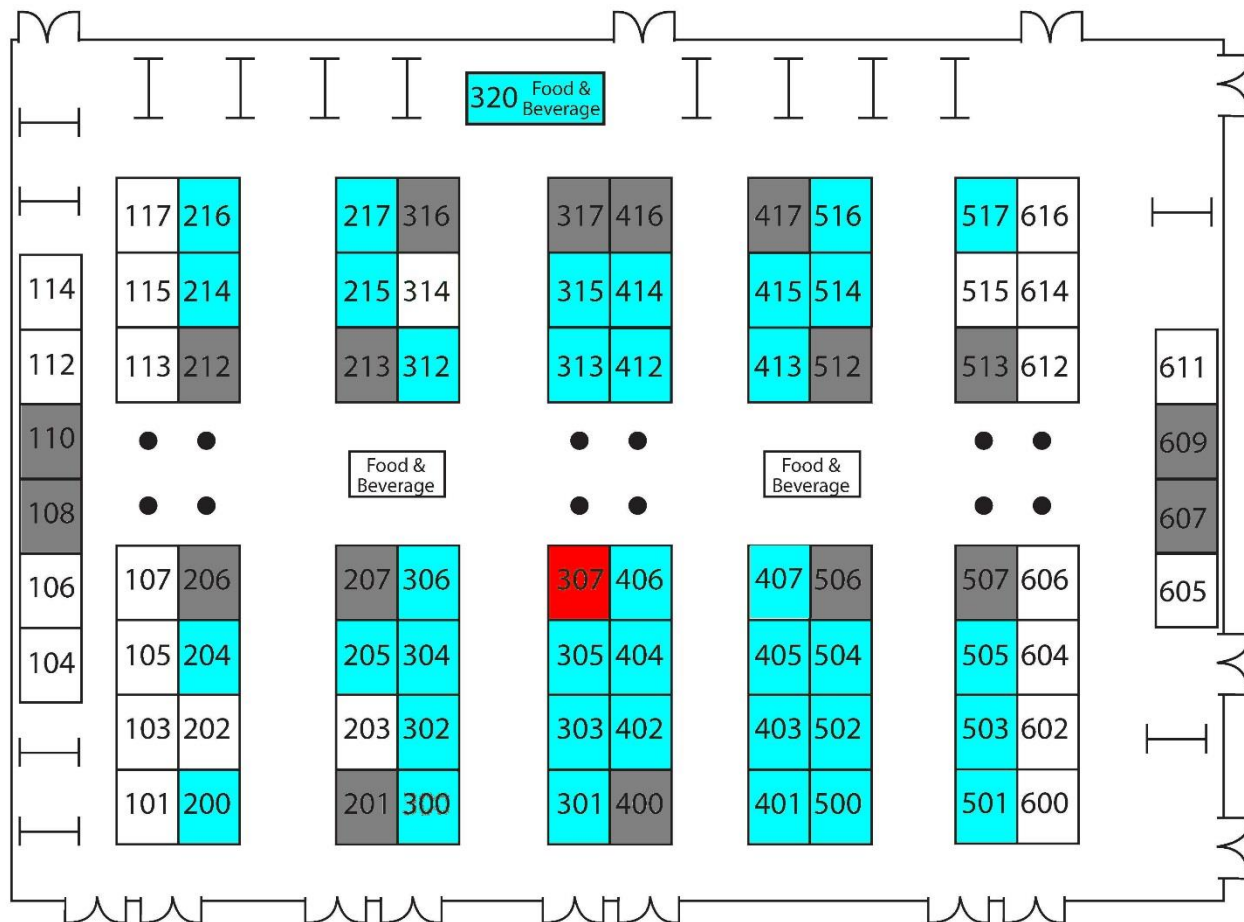 320 Food &
Beverage
117 216 217 316 317 416 417 516 517 616
114 115 214 215 314 315 414 415 514 515 614
112 113 212 213 312 313 412 413 512 513 612 611
110 609
Food &
Beverage
Food &
Beverage
108 607
106 107 206 207 306 307 406 407 506 507 606 605
104 105 204 205 304 305 404 405 504 505 604
103 202 203 302 303 402 403 502 503 602
101 200 201 300 301 400 401 500 501 600